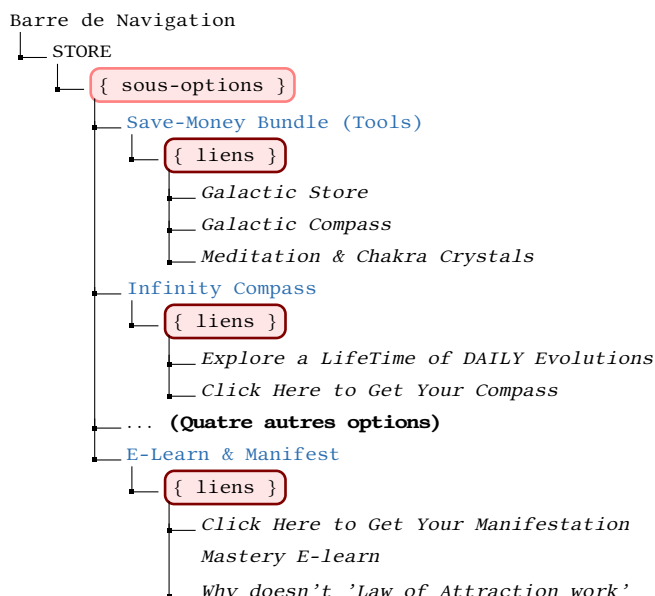 Barre de Navigation
STORE
{ sous-options }
Save-Money Bundle (Tools)
{ liens }
Galactic Store
Galactic Compass
Meditation & Chakra Crystals
Infinity Compass
{ liens }
Explore a LifeTime of DAILY Evolutions
Click Here to Get Your Compass
... (Quatre autres options)
E-Learn & Manifest
{ liens }
Click Here to Get Your Manifestation
Mastery E-learn
Why doesn't 'Law of Attraction work'